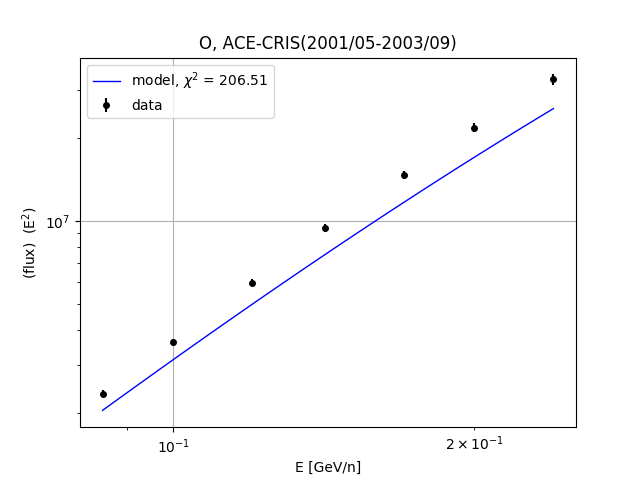 O, ACE-CRIS(2001/05-2003/09)
model, χ² = 206.51
data
(flux) (E²)
10⁷
10⁻¹
2 × 10⁻¹
E [GeV/n]